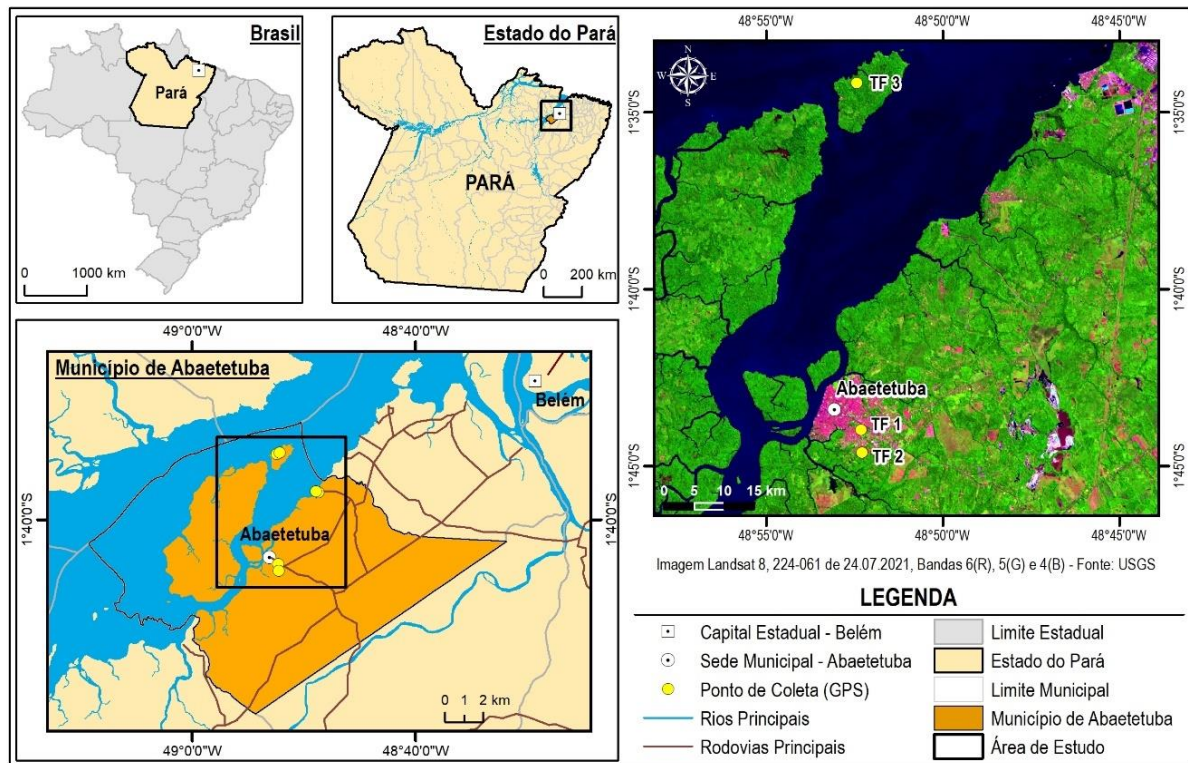 Brasil
Pará
0 1000 km
Estado do Pará
PARÁ
0 200 km
48°55'0"W 48°50'0"W 48°45'0"W
N
W E
S
TF 3
1°35'0"S 1°35'0"S
1°40'0"S 1°40'0"S
Abaetetuba
TF 1
TF 2
1°45'0"S 1°45'0"S
0 5 10 15 km
48°55'0"W 48°50'0"W 48°45'0"W
49°0'0"W 48°40'0"W
Município de Abaetetuba
Belém
Abaetetuba
1°40'0"S 1°40'0"S
0 1 2 km
49°0'0"W 48°40'0"W
Imagem Landsat 8, 224-061 de 24.07.2021, Bandas 6(R), 5(G) e 4(B) - Fonte: USGS
LEGENDA
Capital Estadual - Belém
Sede Municipal - Abaetetuba
Ponto de Coleta (GPS)
Rios Principais
Rodovias Principais
Limite Estadual
Estado do Pará
Limite Municipal
Município de Abaetetuba
Área de Estudo